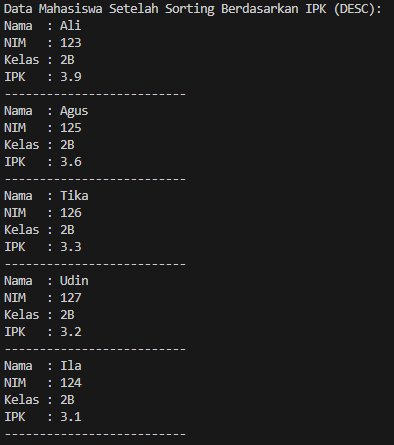 Data Mahasiswa Setelah Sorting Berdasarkan IPK (DESC):
Nama  : Ali
NIM   : 123
Kelas : 2B
IPK   : 3.9
--------------------------
Nama  : Agus
NIM   : 125
Kelas : 2B
IPK   : 3.6
--------------------------
Nama  : Tika
NIM   : 126
Kelas : 2B
IPK   : 3.3
--------------------------
Nama  : Udin
NIM   : 127
Kelas : 2B
IPK   : 3.2
--------------------------
Nama  : Ila
NIM   : 124
Kelas : 2B
IPK   : 3.1
--------------------------